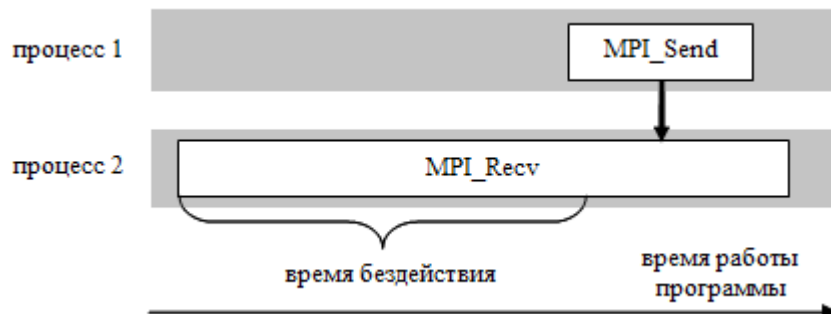 процесс 1
MPI_Send
процесс 2
MPI_Recv
время бездействия
время работы
программы